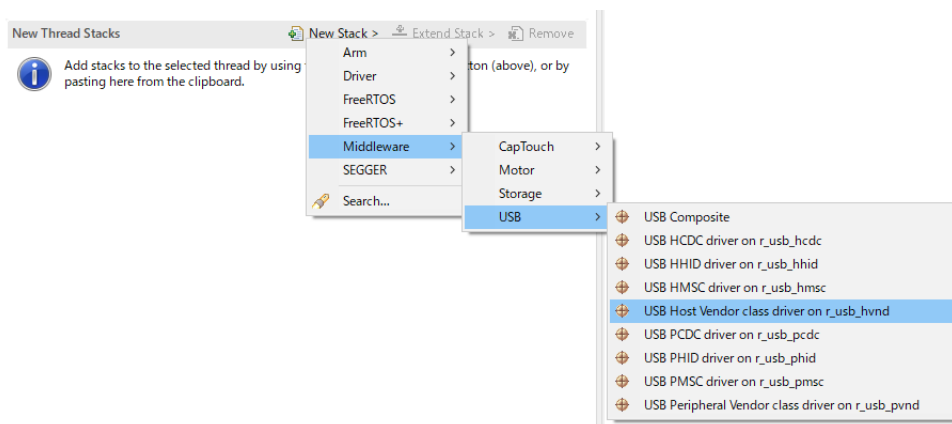 New Thread Stacks
New Stack > Extend Stack > Remove
Add stacks to the selected thread by using tton (above), or by
pasting here from the clipboard.
Arm
Driver
FreeRTOS
FreeRTOS+
Middleware
SEGGER
Search...
CapTouch
Motor
Storage
USB
USB Composite
USB HCDC driver on r_usb_hcdc
USB HHID driver on r_usb_hhid
USB HMSC driver on r_usb_hmsc
USB Host Vendor class driver on r_usb_hvnd
USB PCDC driver on r_usb_pcdc
USB PHID driver on r_usb_phid
USB PMSC driver on r_usb_pmsc
USB Peripheral Vendor class driver on r_usb_pvnd